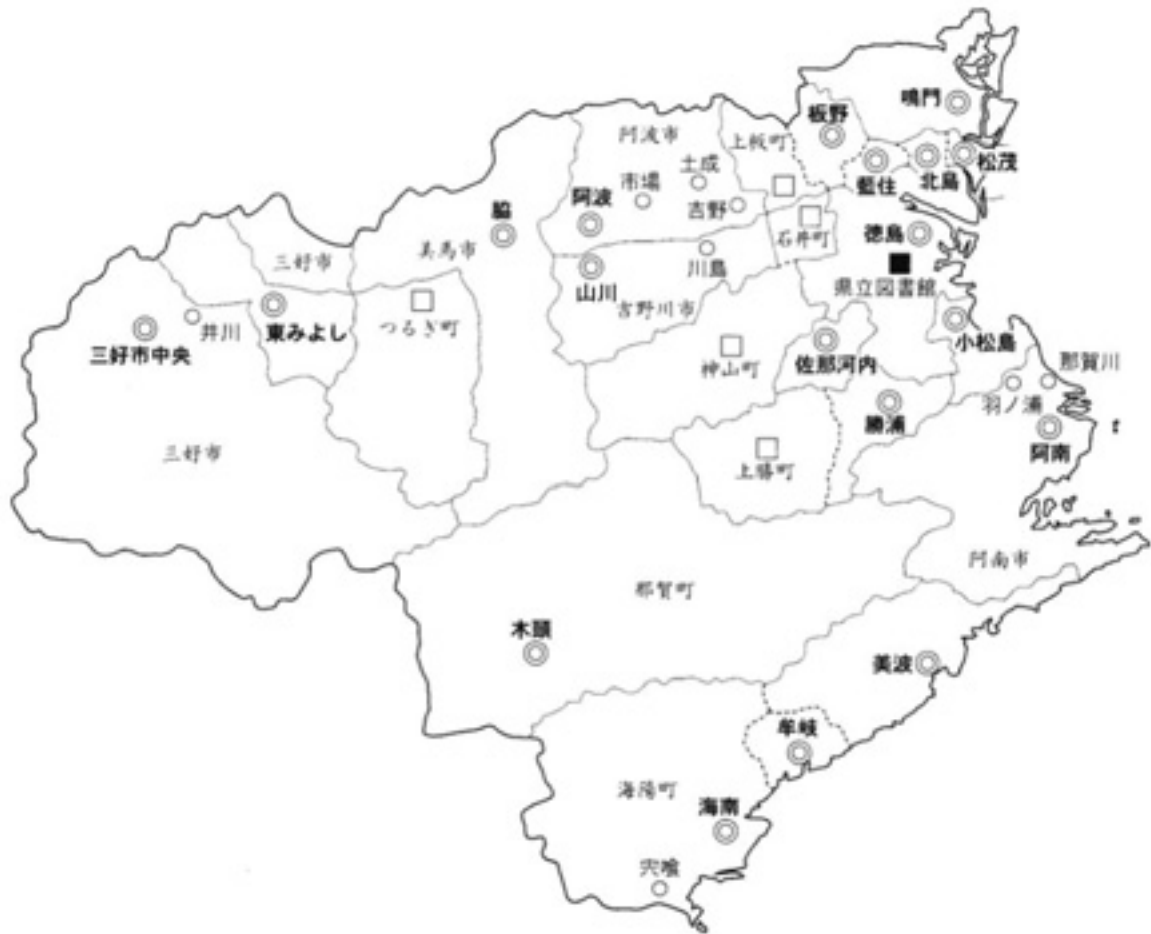 鳴門
板野
阿波市
上板町
松茂
藍住
北島
土成
市場
吉野
阿波
脇
石井町
徳島
美馬市
三好市
川島
県立図書館
山川
吉野川市
つるぎ町
東みよし
井川
三好市中央
小松島
佐那河内
神山町
那賀川
羽ノ浦
勝浦
阿南
三好市
上勝町
阿南市
那賀町
木頭
美波
牟岐
海陽町
海南
宍喰